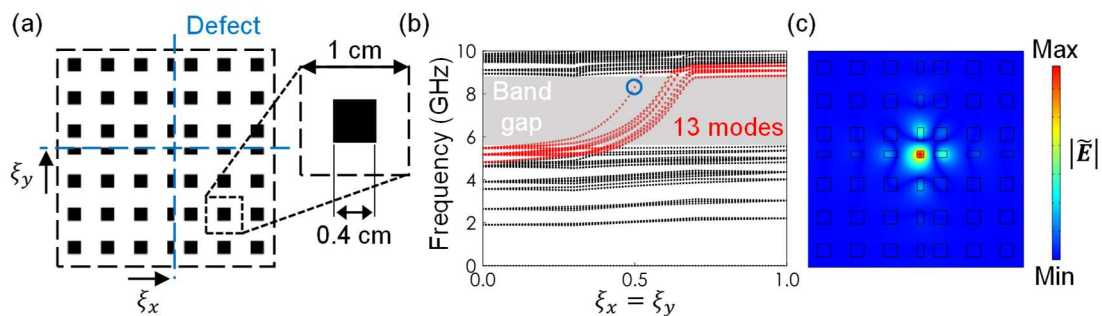 (a)
Defect
1 cm
0.4 cm
ξy
ξx
(b)
Frequency (GHz)
10
8
6
4
2
0
Band
gap
13 modes
0.0
0.5
1.0
ξx = ξy
(c)
Max
|Ẽ|
Min